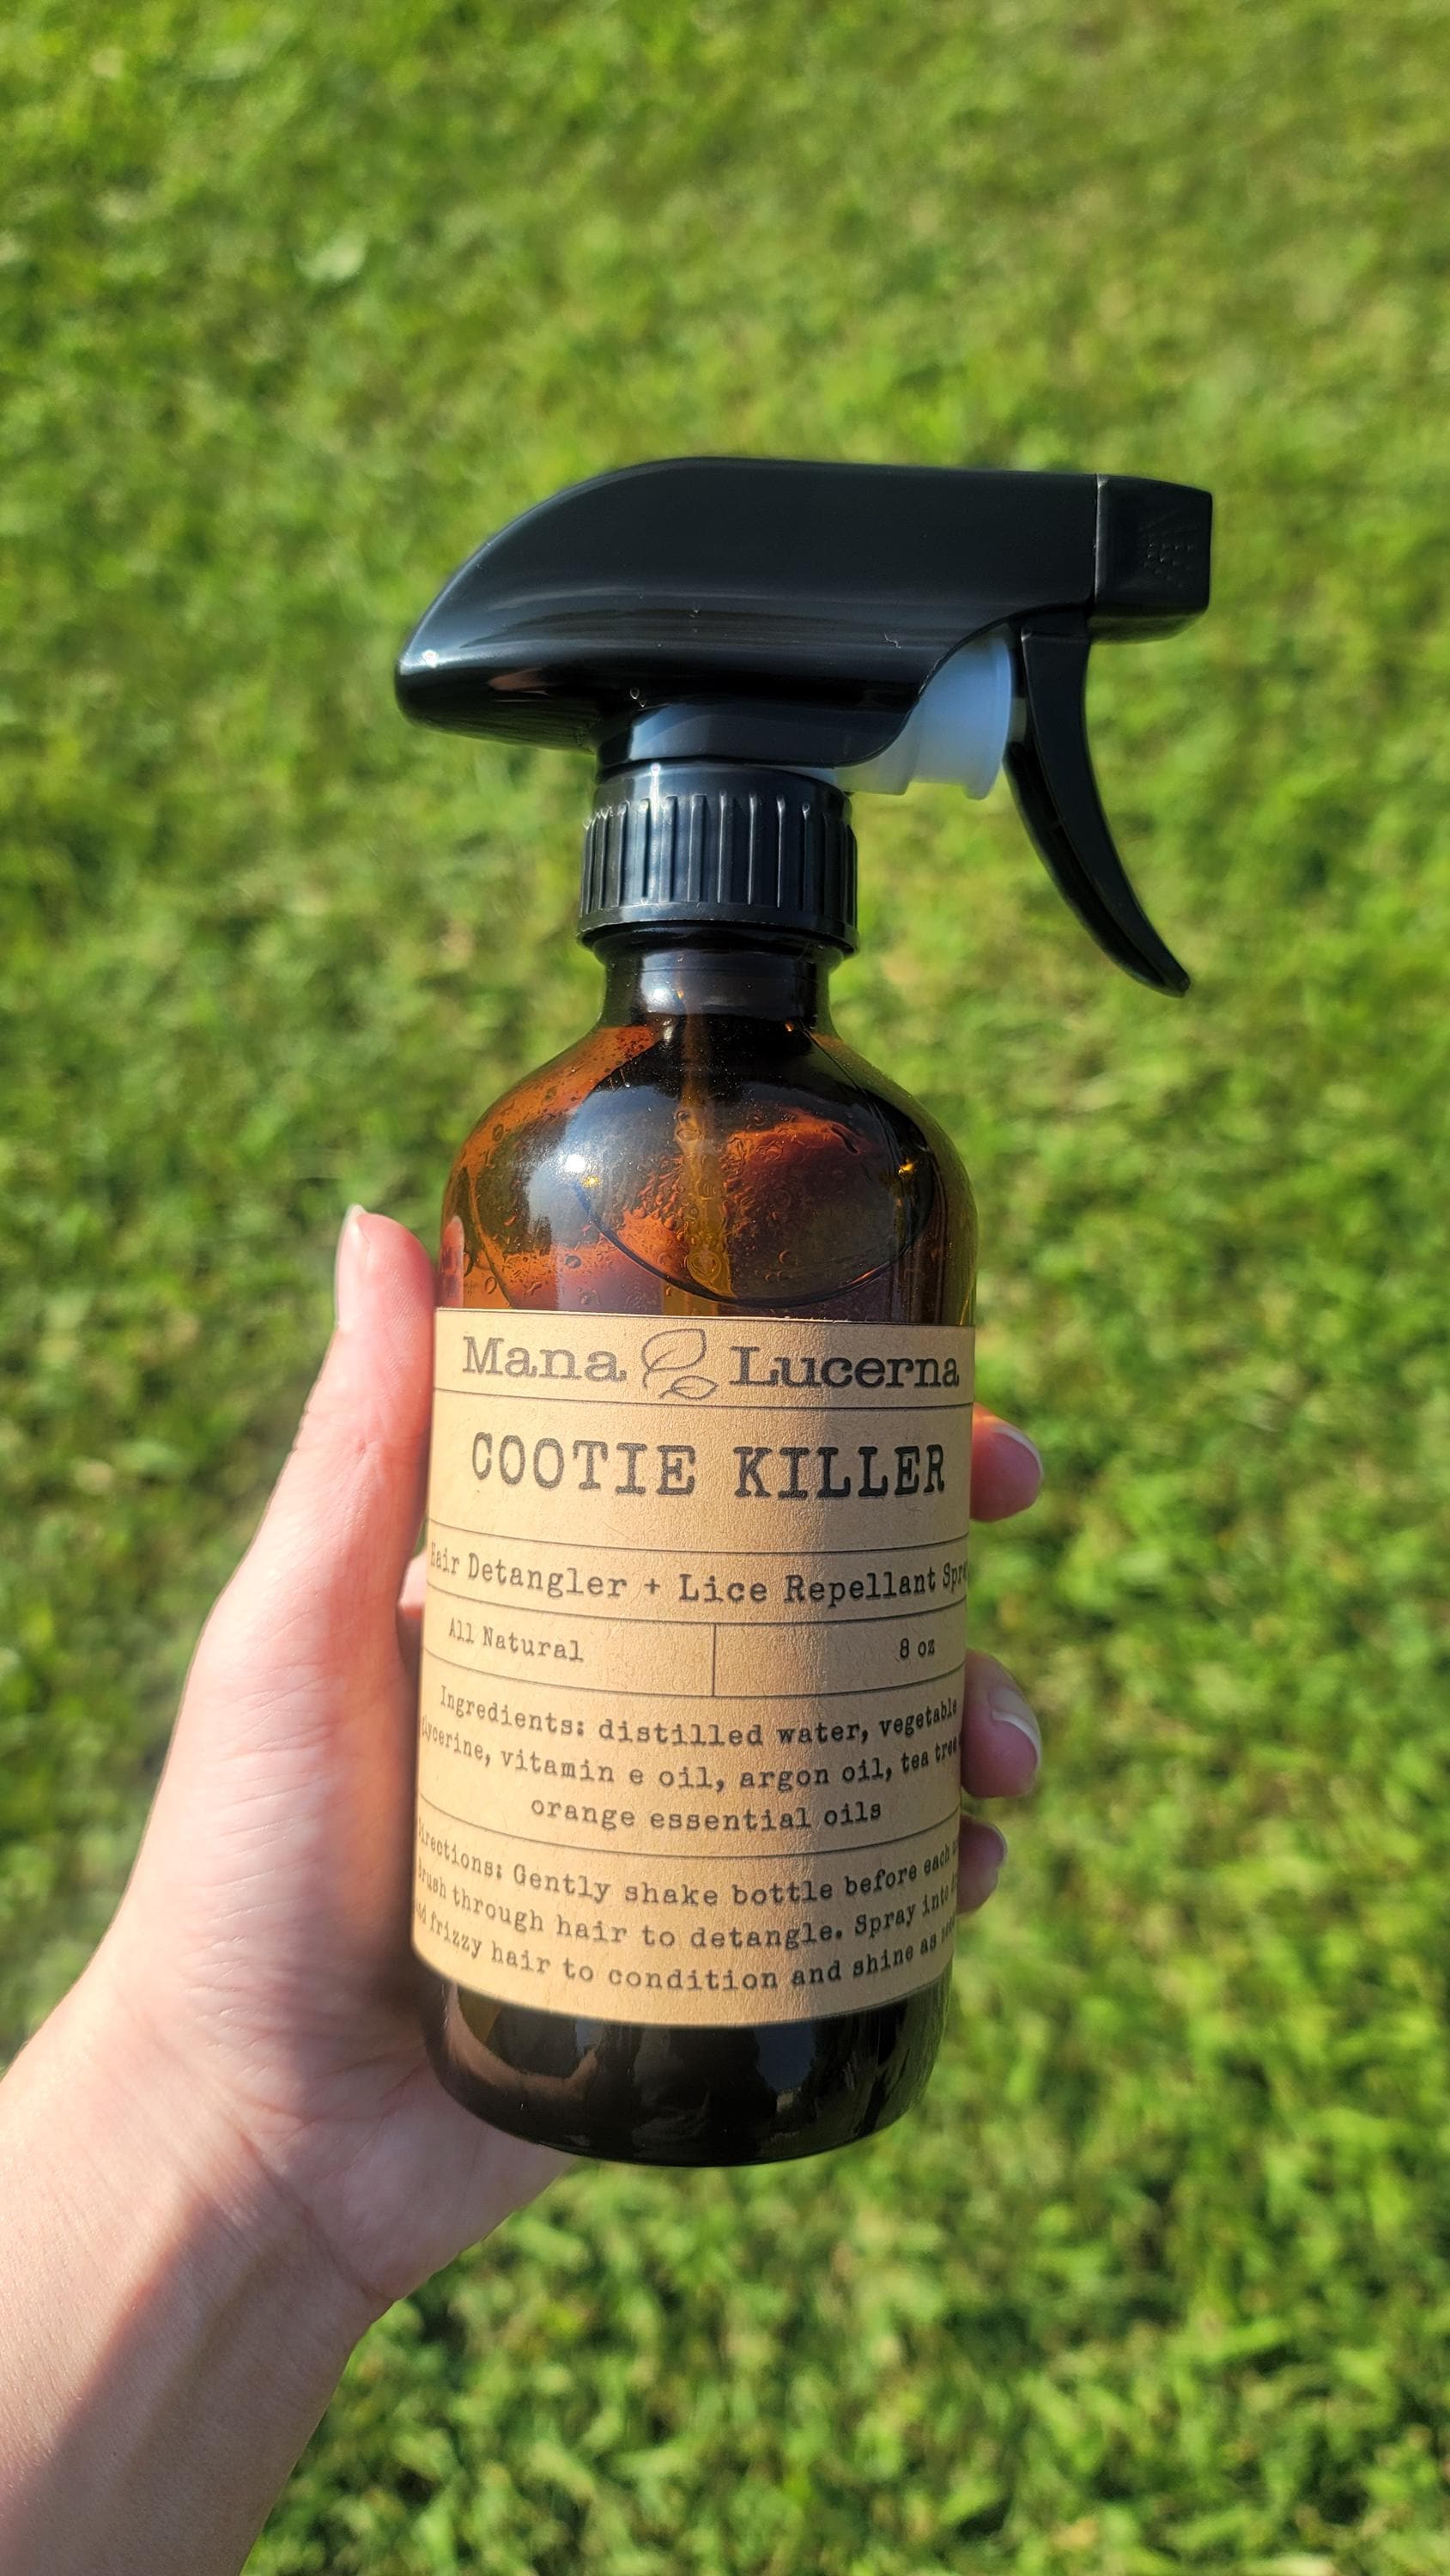 Mana Lucerna
COOTIE KILLER
Hair Detangler + Lice Repellant
All Natural
8 oz
Ingredients: distilled water, vegetable
glycerine, vitamin e oil, argon oil, tea tree
orange essential oils
Directions: Gently shake bottle before each
brush through hair to detangle. Spray into
frizzy hair to condition and shine as